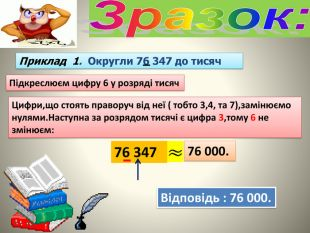 Зразок:
Приклад 1. Округли 76 347 до тисяч
Підкреслюєм цифру 6 у розряді тисяч
Цифри,що стоять праворуч від неї ( тобто 3,4, та 7),замінюємо
нулями.Наступна за розрядом тисячі є цифра 3,тому 6 не
змінюєм:
76 347 ≈ 76 000.
Відповідь : 76 000.